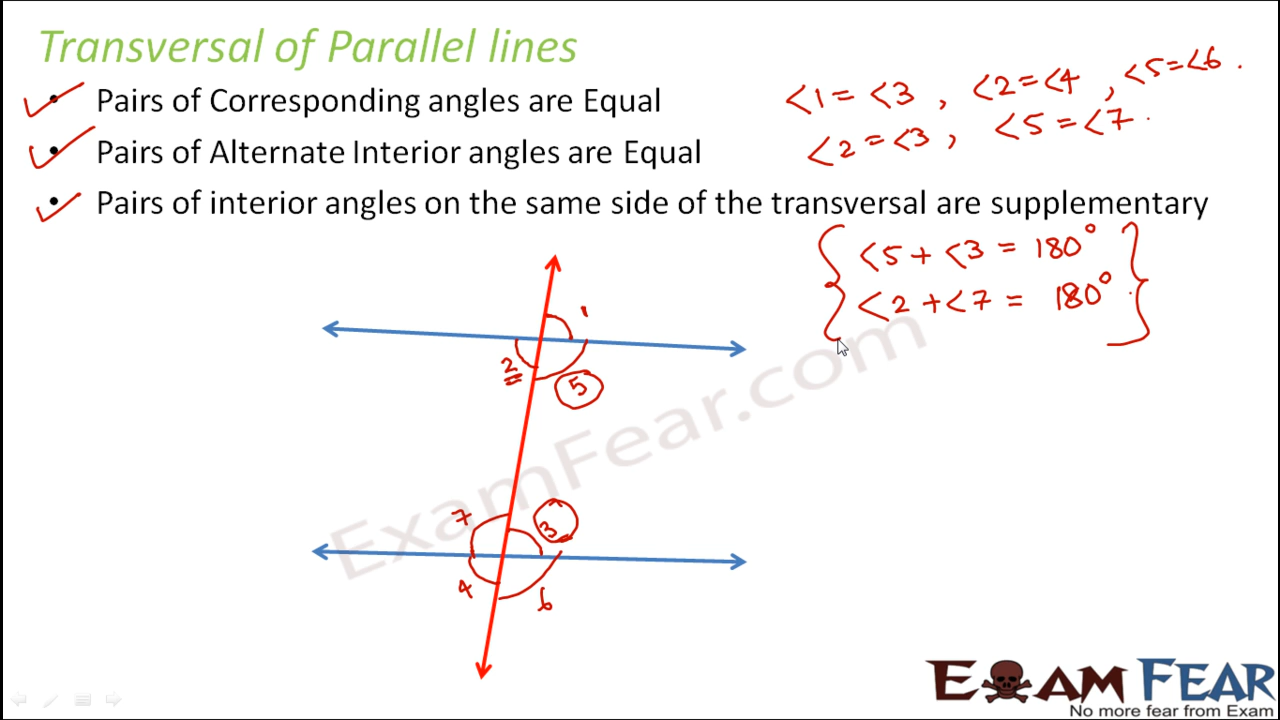 Transversal of Parallel lines
• Pairs of Corresponding angles are Equal
<1 = <3 , <2 = <4 , <5 = <6 .
• Pairs of Alternate Interior angles are Equal
<2 = <3 , <5 = <7 .
• Pairs of interior angles on the same side of the transversal are supplementary
{ <5 + <3 = 180°
<2 + <7 = 180° }
1
2
5
7
3
4
6
ExamFear.com
EXAM FEAR
No more fear from Exam